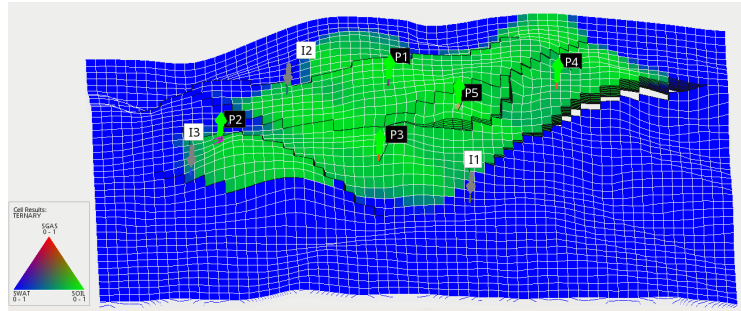 I2
P1
P4
P5
P2
I3
P3
I1
Cell Results:
TERNARY
SGAS
0 - 1
SWAT SOIL
0 - 1 0 - 1